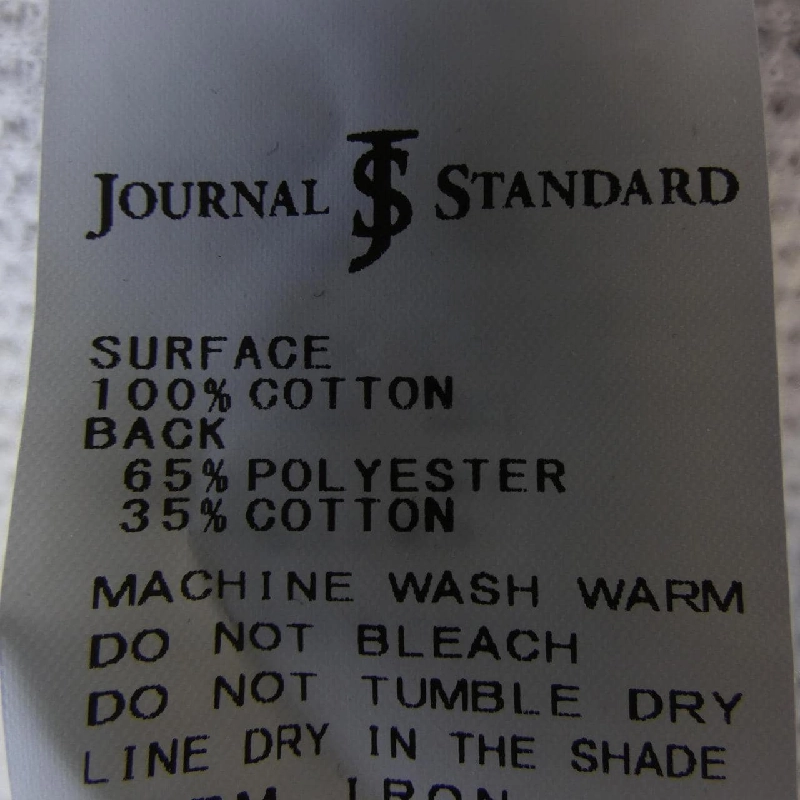 JOURNAL JS STANDARD
SURFACE
100% COTTON
BACK
65% POLYESTER
35% COTTON
MACHINE WASH WARM
DO NOT BLEACH
DO NOT TUMBLE DRY
LINE DRY IN THE SHADE
IRON